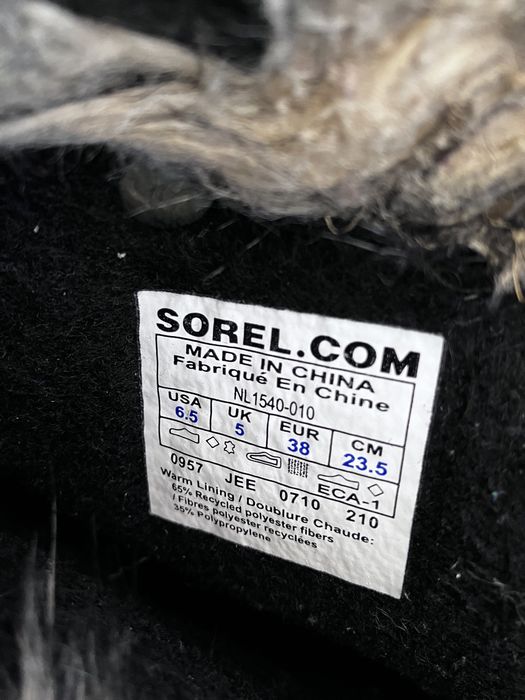 SOREL.COM
MADE IN CHINA
Fabriqué En Chine
NL1540-010
USA UK EUR CM
6.5 5 38 23.5
ECA-1
0957 JEE 0710 210
Warm Lining / Doublure Chaude:
65% Recycled polyester fibers
/ Fibres polyester recyclées
35% Polypropylene